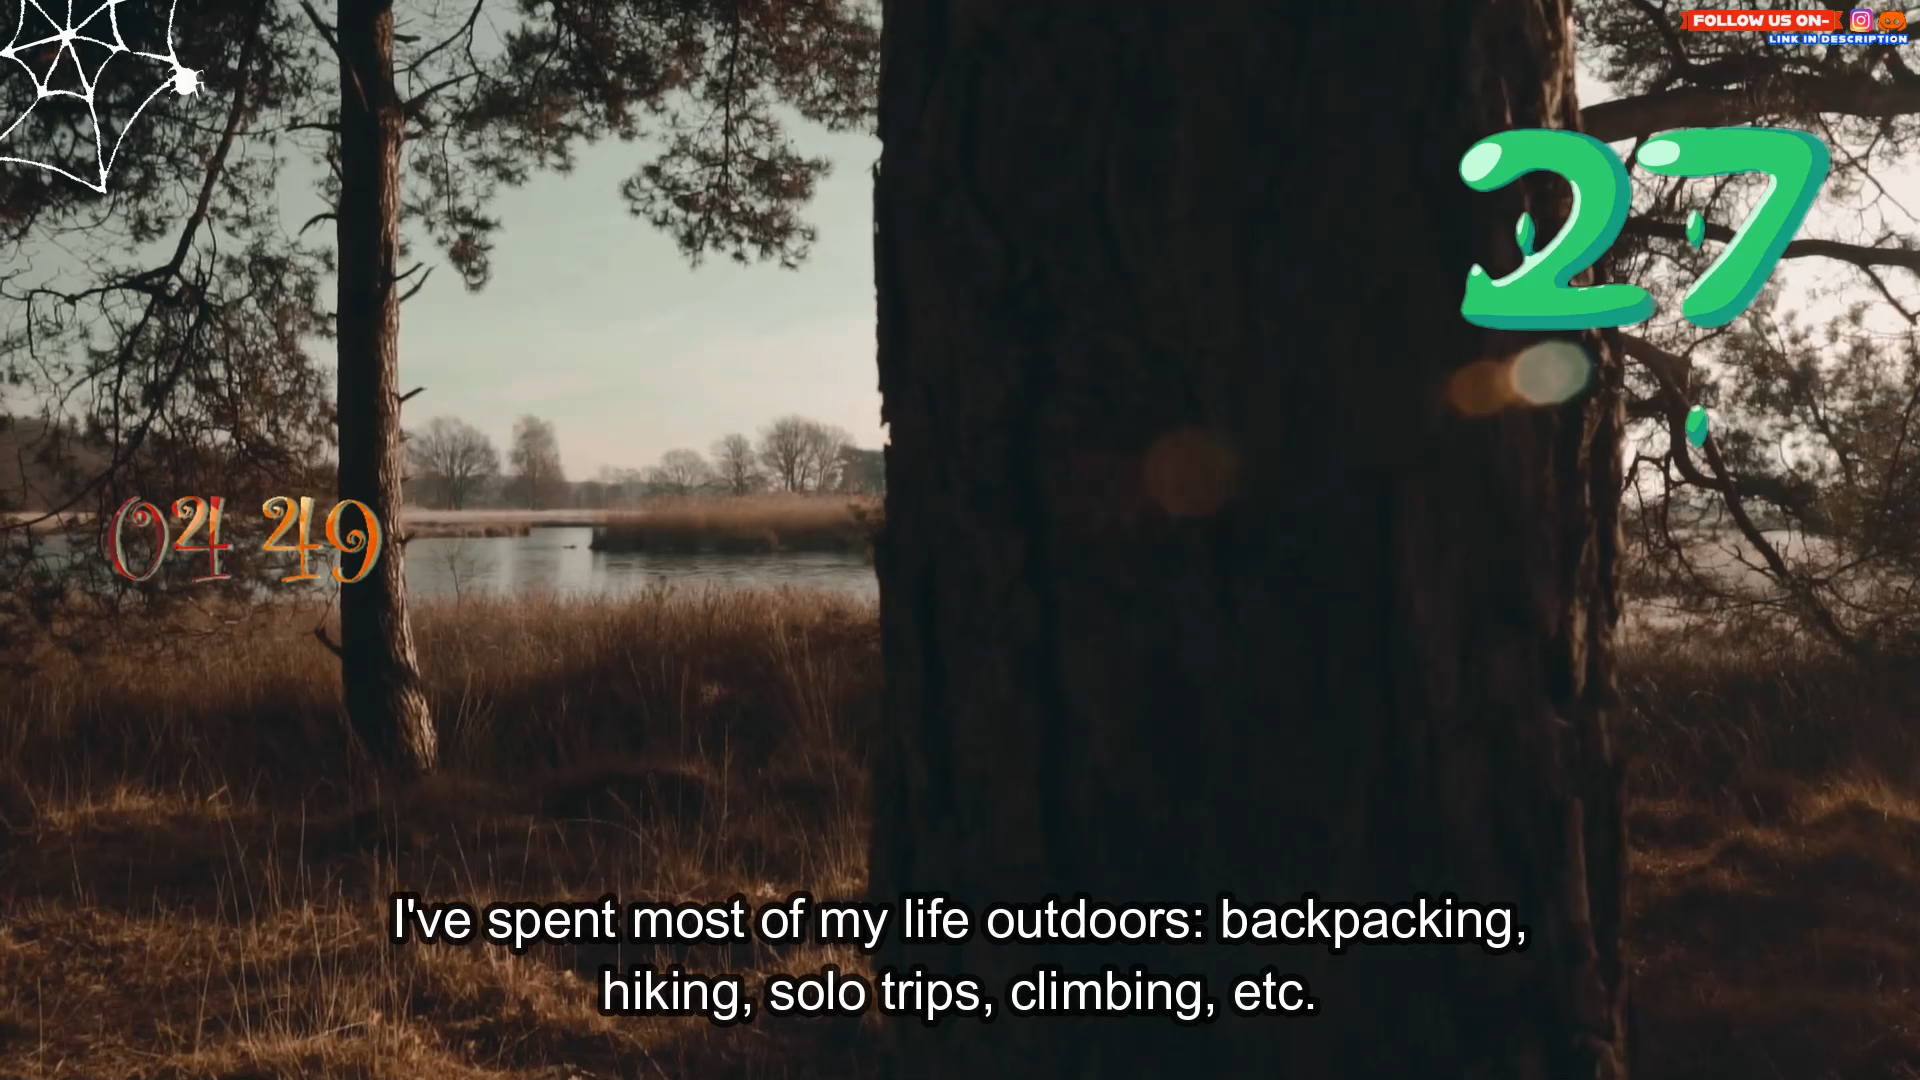 FOLLOW US ON-
LINK IN DESCRIPTION
27
04 49
I've spent most of my life outdoors: backpacking,
hiking, solo trips, climbing, etc.